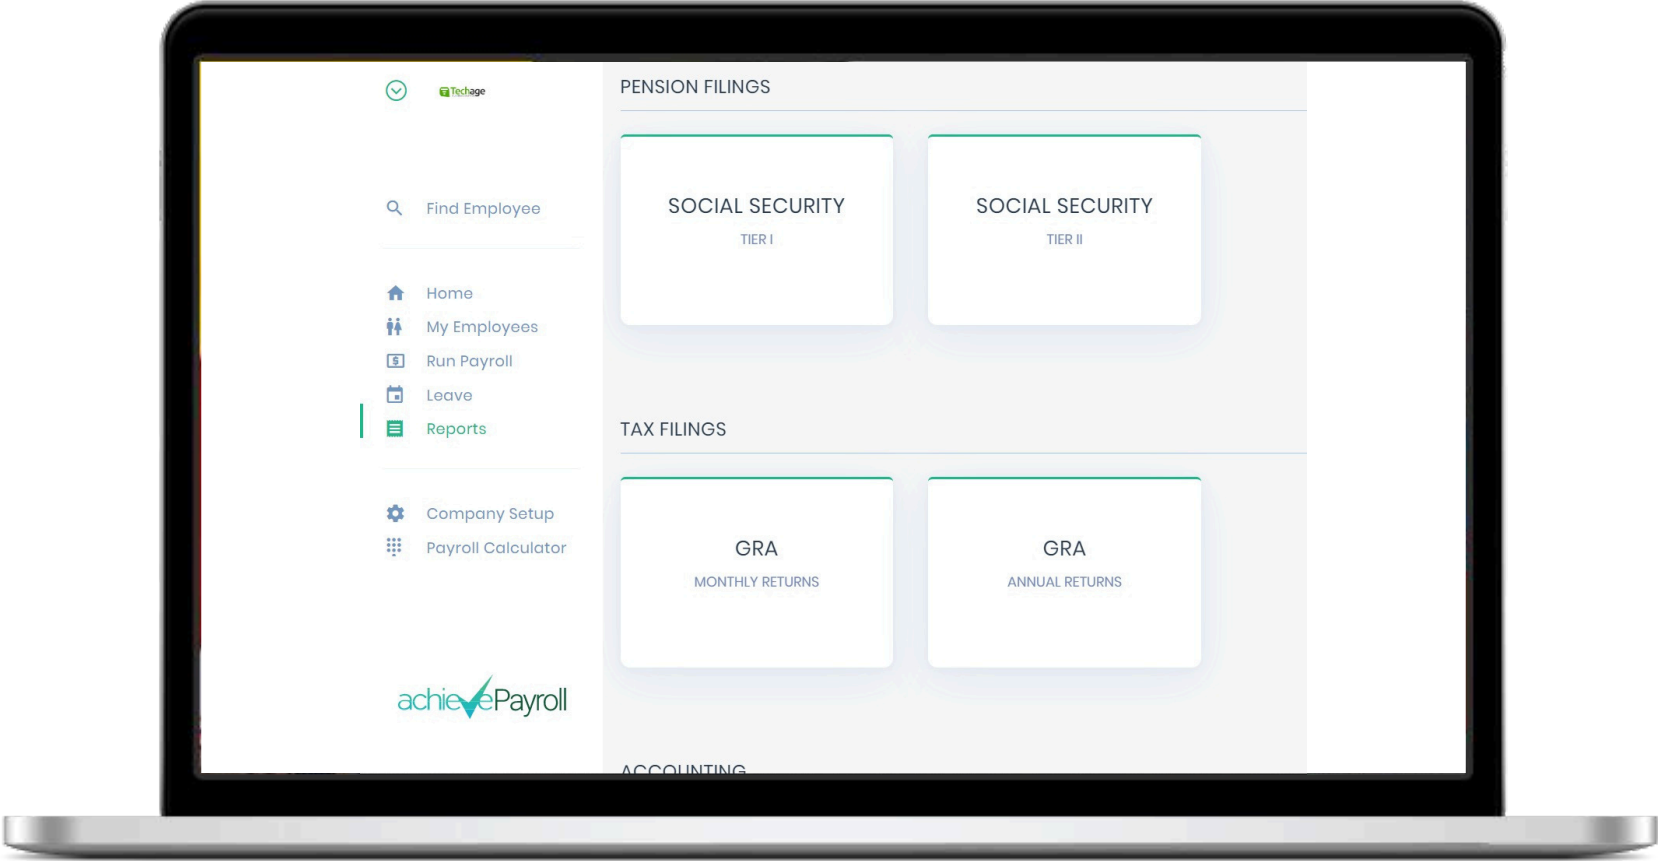 Techage
Find Employee
Home
My Employees
Run Payroll
Leave
Reports
Company Setup
Payroll Calculator
achievePayroll
PENSION FILINGS
SOCIAL SECURITY
TIER I
SOCIAL SECURITY
TIER II
TAX FILINGS
GRA
MONTHLY RETURNS
GRA
ANNUAL RETURNS
ACCOUNTING